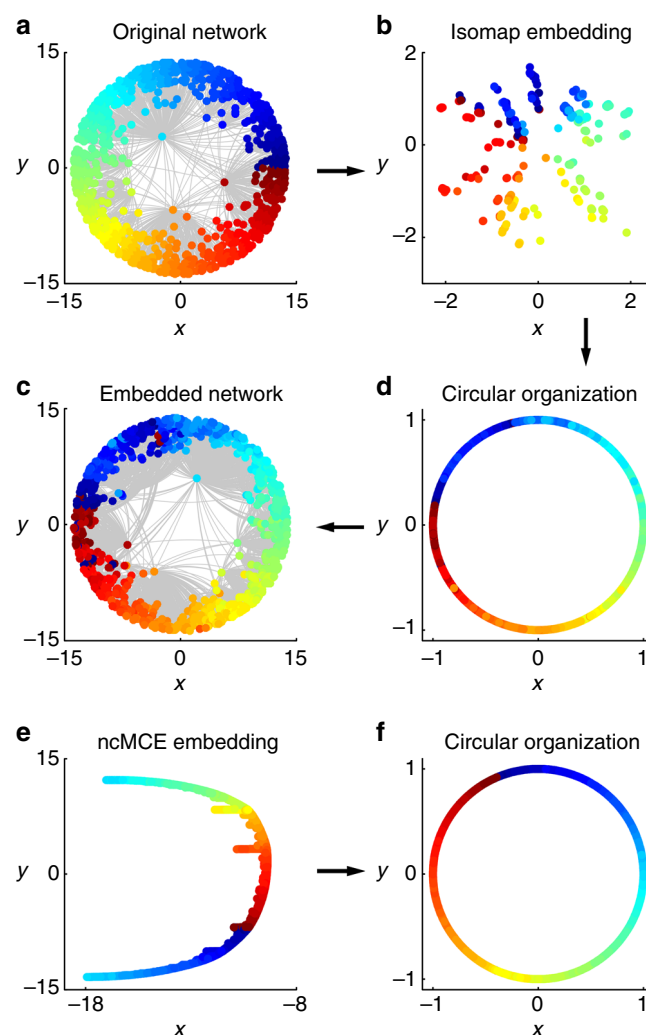 a Original network
15
y 0
–15
–15 0 15
x
b Isomap embedding
2
y 0
–2
–2 0 2
x
c Embedded network
15
y 0
–15
–15 0 15
x
d Circular organization
1
y 0
–1
–1 0 1
x
e ncMCE embedding
15
y 0
–15
–18 –8
x
f Circular organization
1
y 0
–1
–1 0 1
x